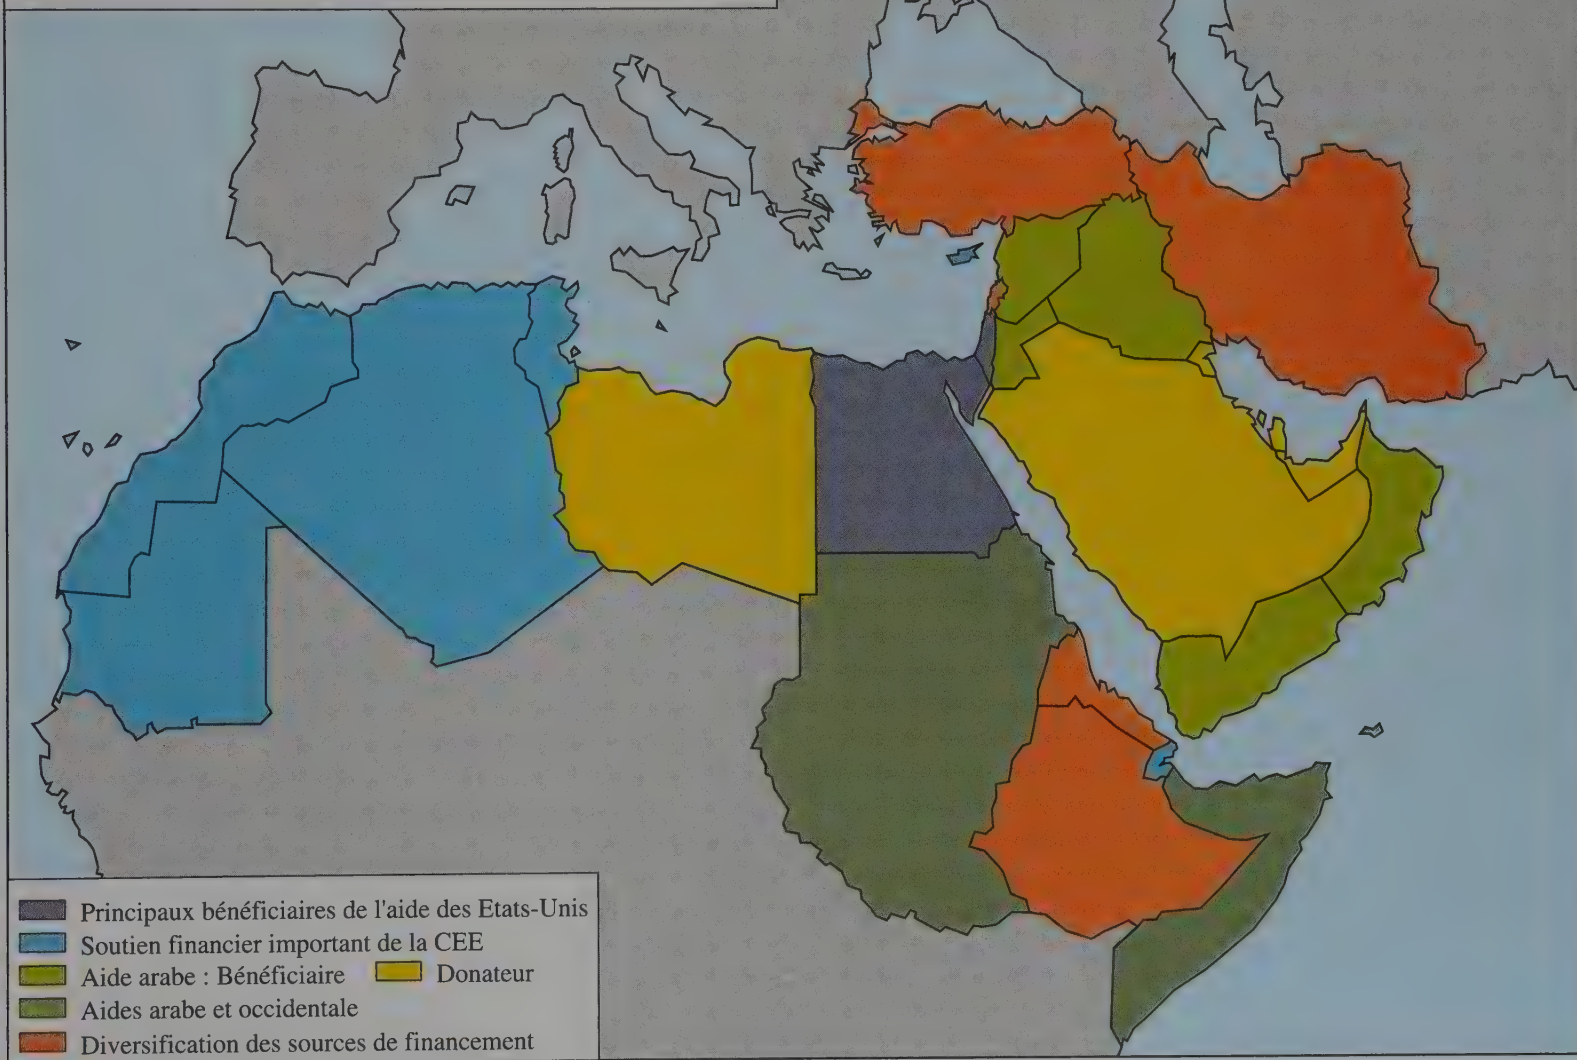 Principaux bénéficiaires de l'aide des Etats-Unis
Soutien financier important de la CEE
Aide arabe : Bénéficiaire Donateur
Aides arabe et occidentale
Diversification des sources de financement